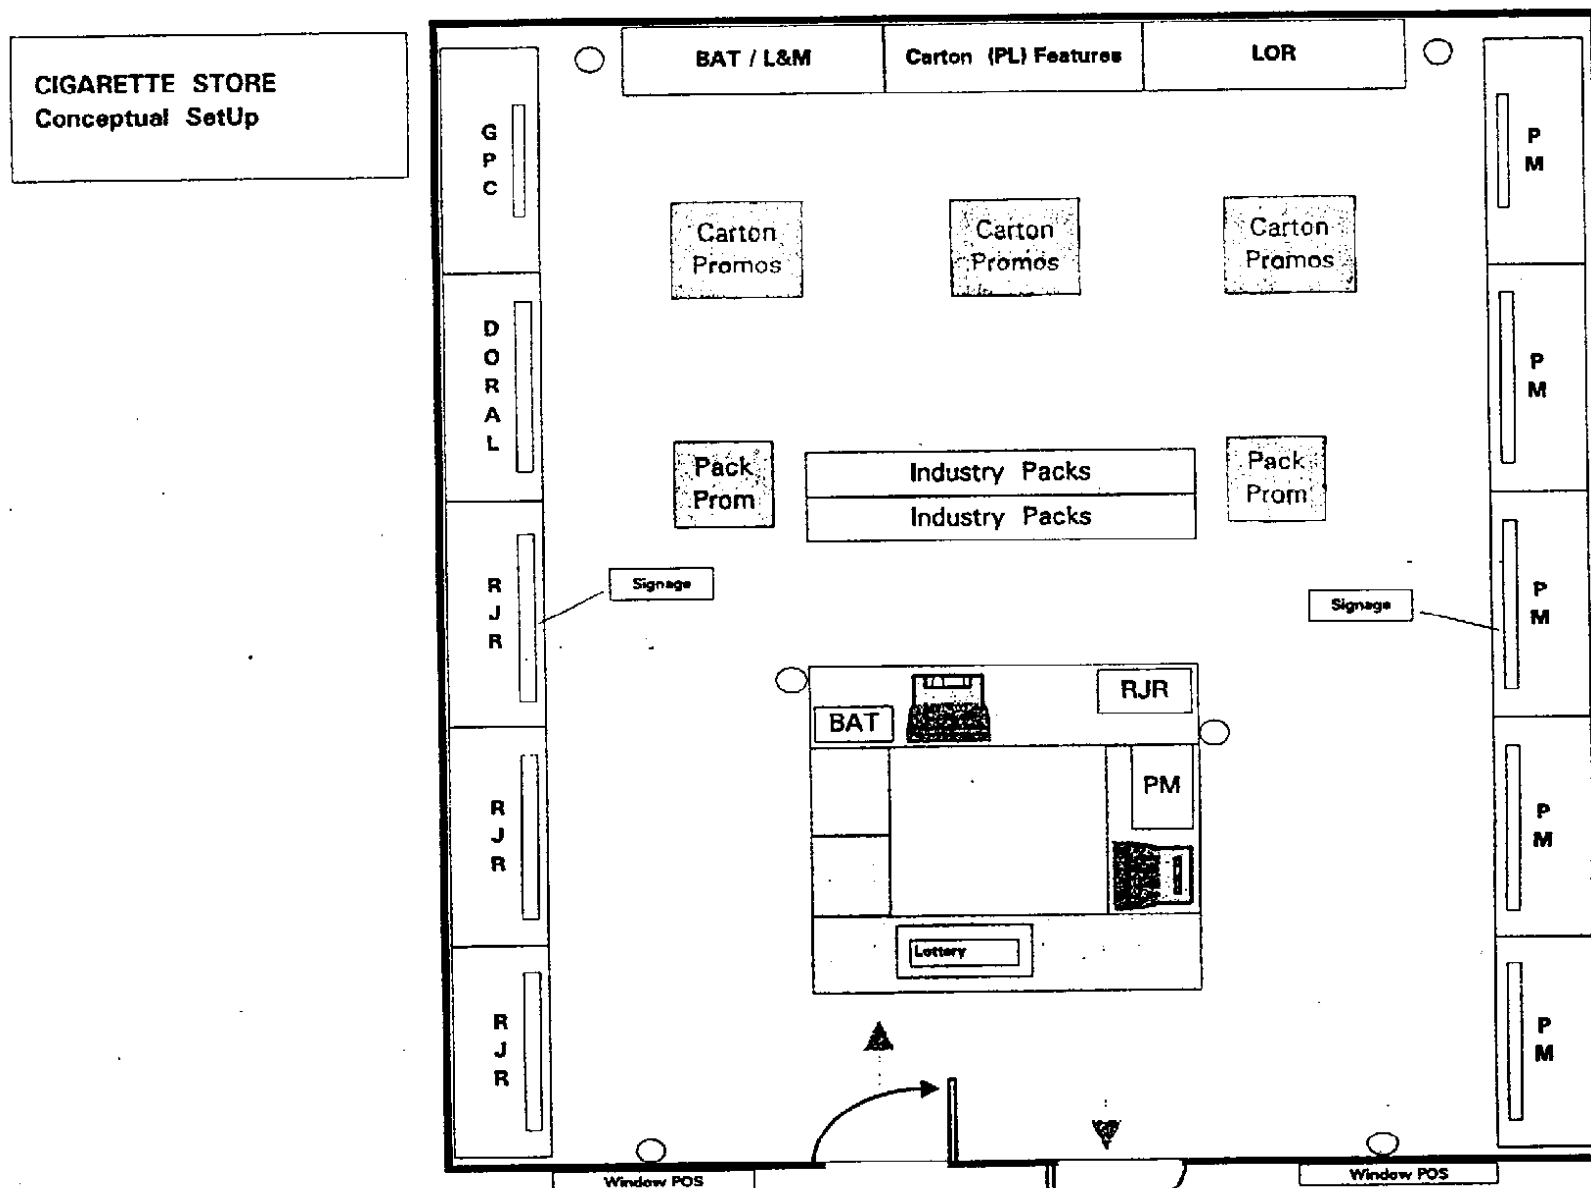 CIGARETTE STORE
Conceptual SetUp
BAT / L&M
Carton (PL) Features
LOR
G
P
C
P
M
Carton
Promos
Carton
Promos
Carton
Promos
D
O
R
A
L
P
M
Pack
Prom
Industry Packs
Industry Packs
Pack
Prom
R
J
R
Signage
Signage
P
M
BAT
RJR
PM
R
J
R
P
M
Lottery
R
J
R
P
M
Window POS
Window POS